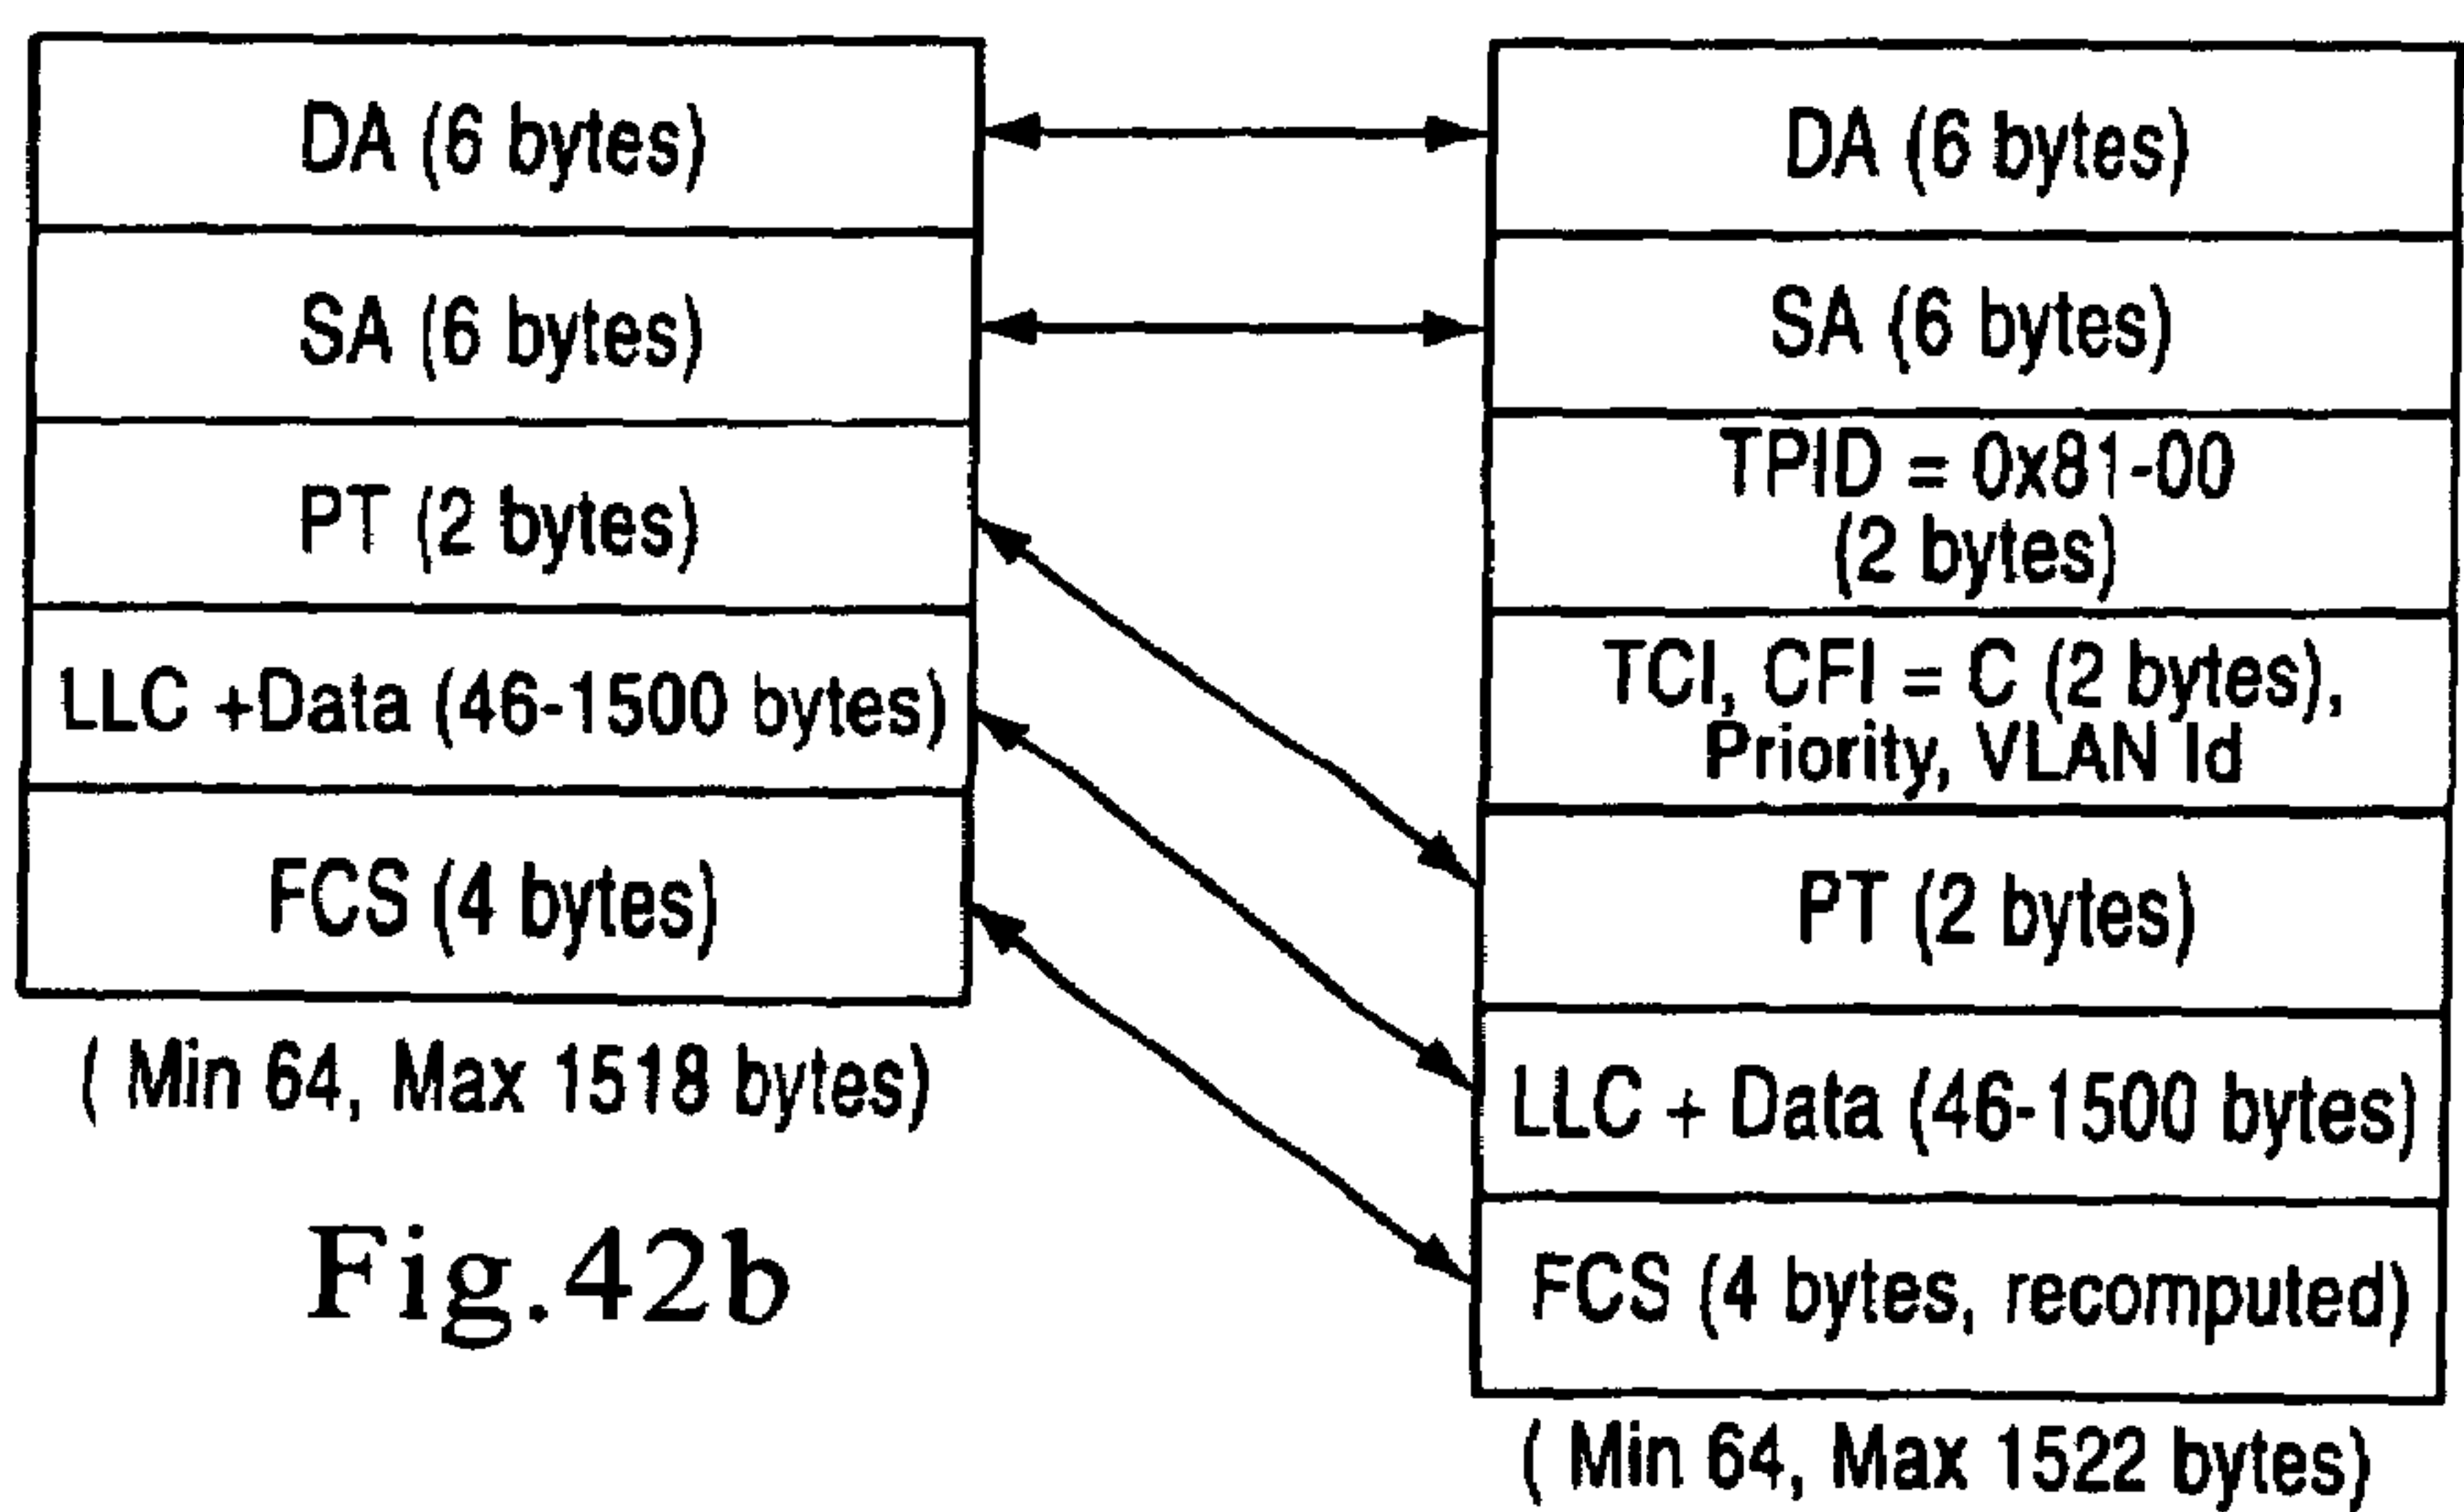 DA (6 bytes)
SA (6 bytes)
PT (2 bytes)
LLC +Data (46-1500 bytes)
FCS (4 bytes)
( Min 64, Max 1518 bytes)
Fig.42b
DA (6 bytes)
SA (6 bytes)
TPID = 0x81-00
(2 bytes)
TCI, CFI = C (2 bytes),
Priority, VLAN Id
PT (2 bytes)
LLC + Data (46-1500 bytes)
FCS (4 bytes, recomputed)
( Min 64, Max 1522 bytes)